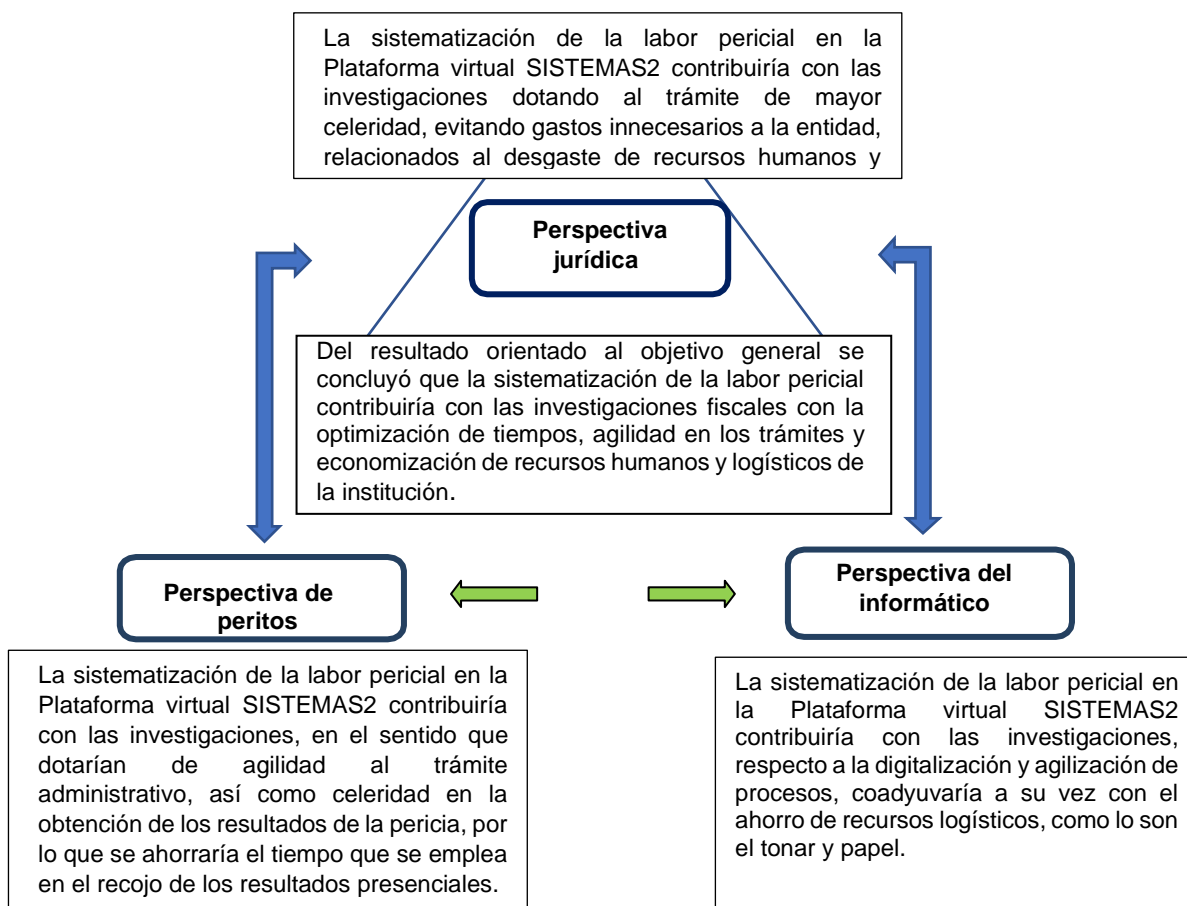 La sistematización de la labor pericial en la
Plataforma virtual SISTEMAS2 contribuiría con las
investigaciones dotando al trámite de mayor
celeridad, evitando gastos innecesarios a la entidad,
relacionados al desgaste de recursos humanos y
Perspectiva
jurídica
Del resultado orientado al objetivo general se
concluyó que la sistematización de la labor pericial
contribuiría con las investigaciones fiscales con la
optimización de tiempos, agilidad en los trámites y
economización de recursos humanos y logísticos de
la institución.
Perspectiva de
peritos
Perspectiva del
informático
La sistematización de la labor pericial en la
Plataforma virtual SISTEMAS2 contribuiría
con las investigaciones, en el sentido que
dotarían de agilidad al trámite
administrativo, así como celeridad en la
obtención de los resultados de la pericia, por
lo que se ahorraría el tiempo que se emplea
en el recojo de los resultados presenciales.
La sistematización de la labor pericial en
la Plataforma virtual SISTEMAS2
contribuiría con las investigaciones,
respecto a la digitalización y agilización de
procesos, coadyuvaría a su vez con el
ahorro de recursos logísticos, como lo son
el tonar y papel.